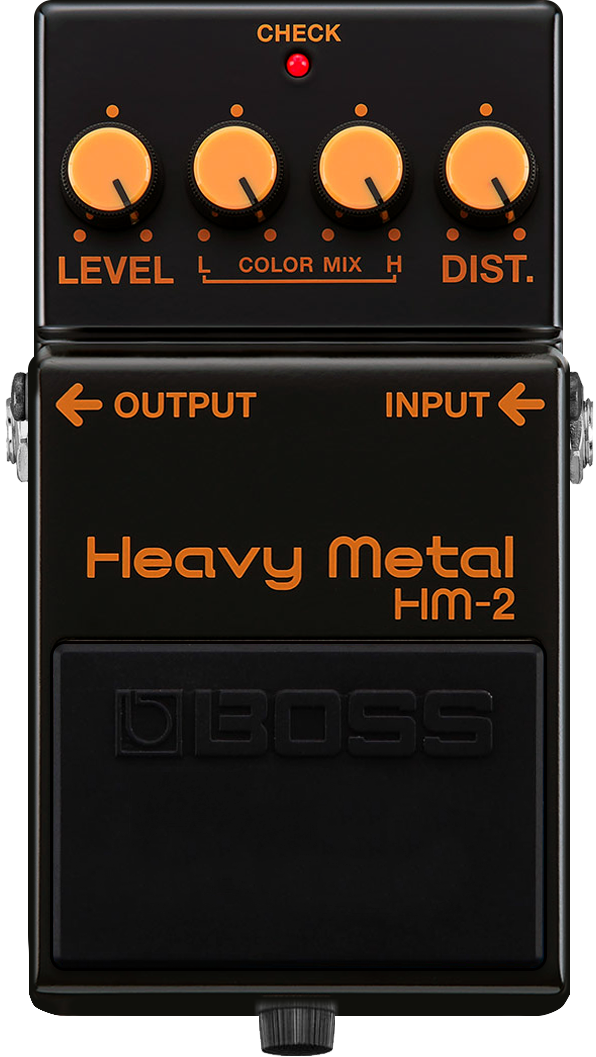 CHECK
LEVEL L COLOR MIX H DIST.
OUTPUT INPUT
Heavy Metal
HM-2
BOSS